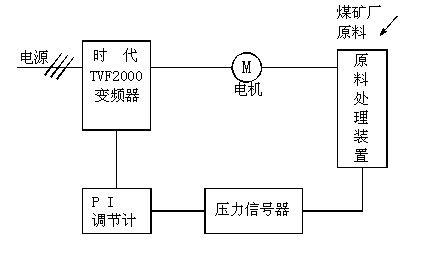 煤矿厂
原料
电源
时 代
TVF2000
变频器
M
电机
原
料
处
理
装
置
P I
调节计
压力信号器